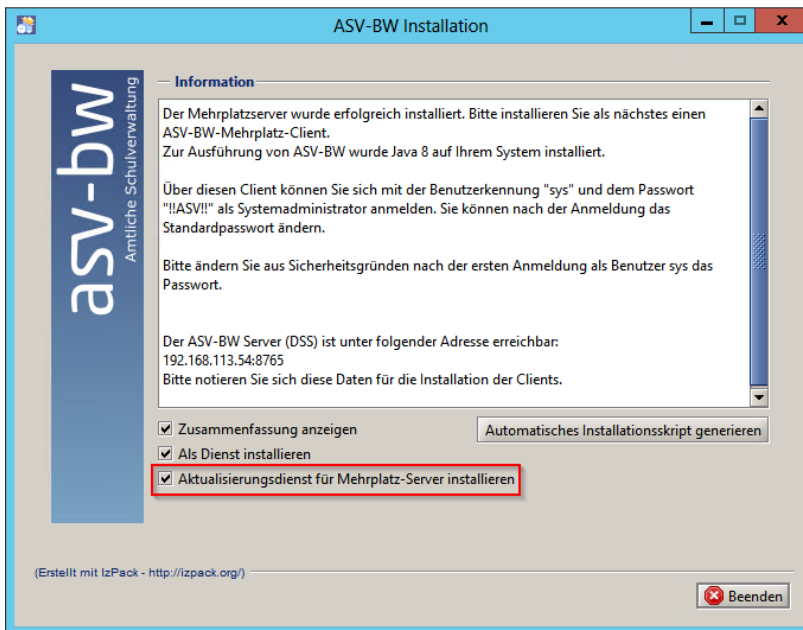 ASV-BW Installation
asv-bw
Amtliche Schulverwaltung
Information
Der Mehrplatzserver wurde erfolgreich installiert. Bitte installieren Sie als nächstes einen
ASV-BW-Mehrplatz-Client.
Zur Ausführung von ASV-BW wurde Java 8 auf Ihrem System installiert.
Über diesen Client können Sie sich mit der Benutzerkennung "sys" und dem Passwort
"!!ASV!!" als Systemadministrator anmelden. Sie können nach der Anmeldung das
Standardpasswort ändern.
Bitte ändern Sie aus Sicherheitsgründen nach der ersten Anmeldung als Benutzer sys das
Passwort.
Der ASV-BW Server (DSS) ist unter folgender Adresse erreichbar:
192.168.113.54:8765
Bitte notieren Sie sich diese Daten für die Installation der Clients.
Zusammenfassung anzeigen
Automatisches Installationsskript generieren
Als Dienst installieren
Aktualisierungsdienst für Mehrplatz-Server installieren
(Erstellt mit IzPack - http://izpack.org/)
Beenden